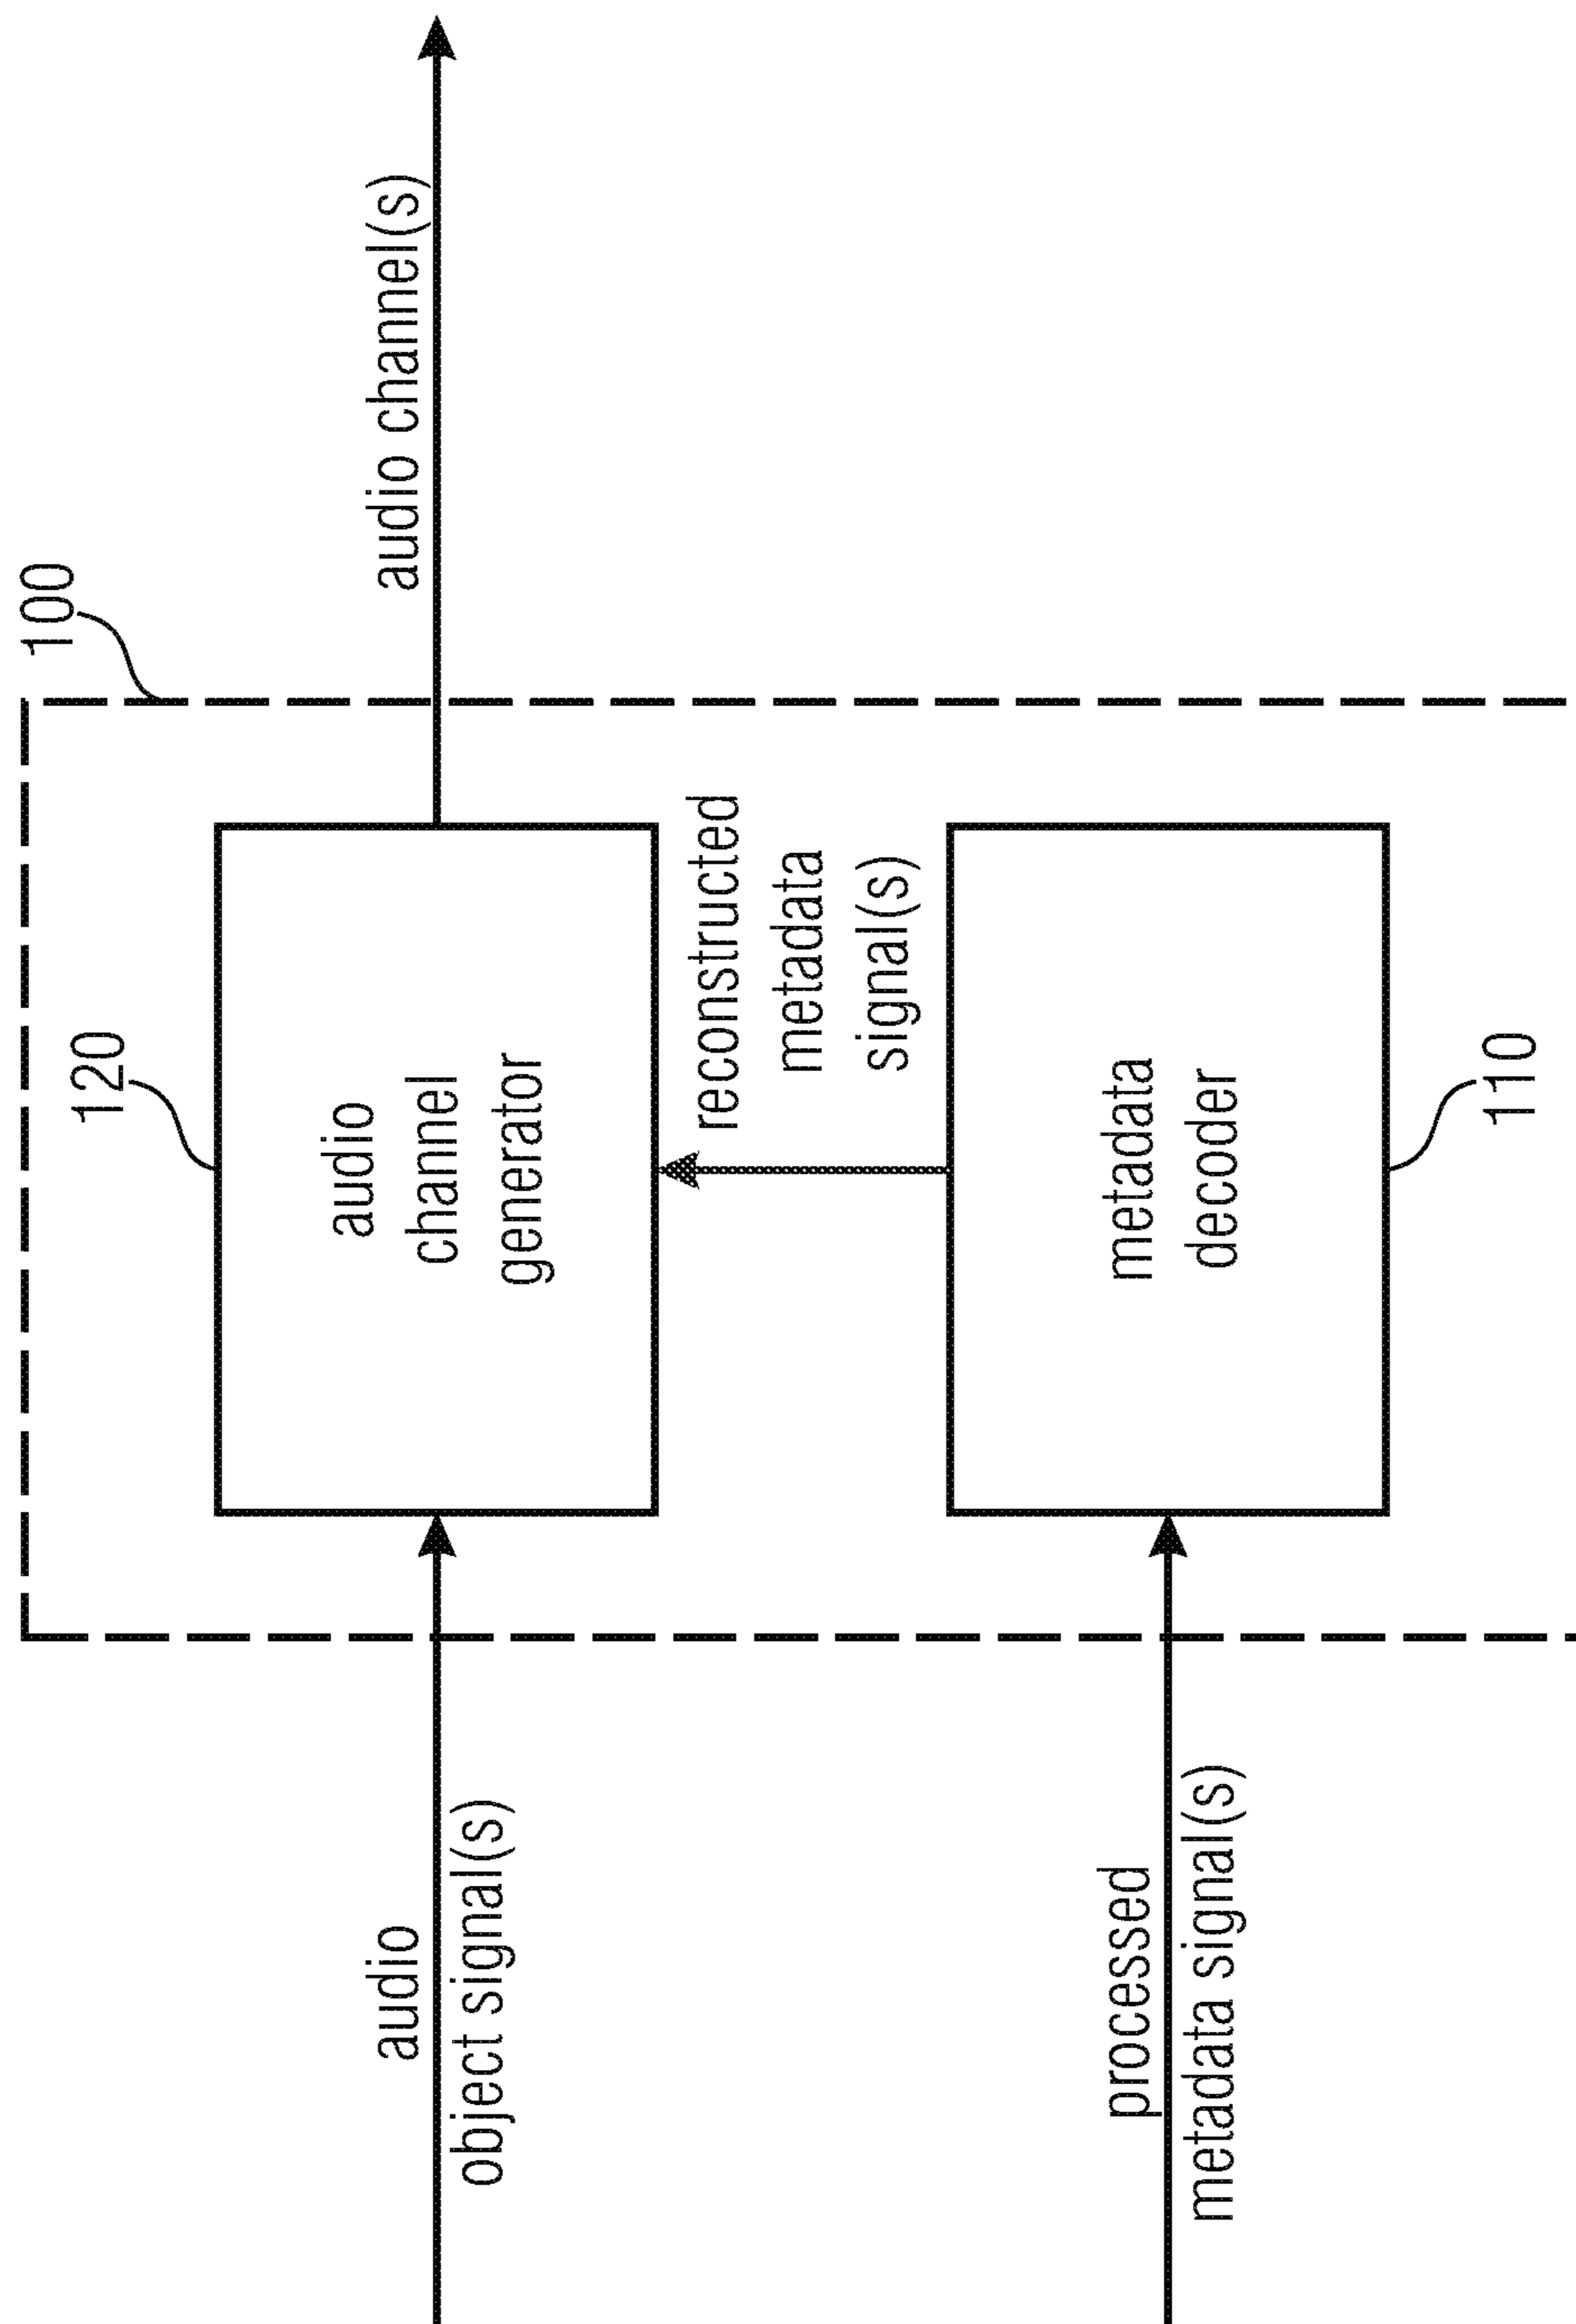 100
120
audio
channel
generator
audio
object signal(s)
audio channel(s)
reconstructed
metadata
signal(s)
processed
metadata signal(s)
metadata
decoder
110